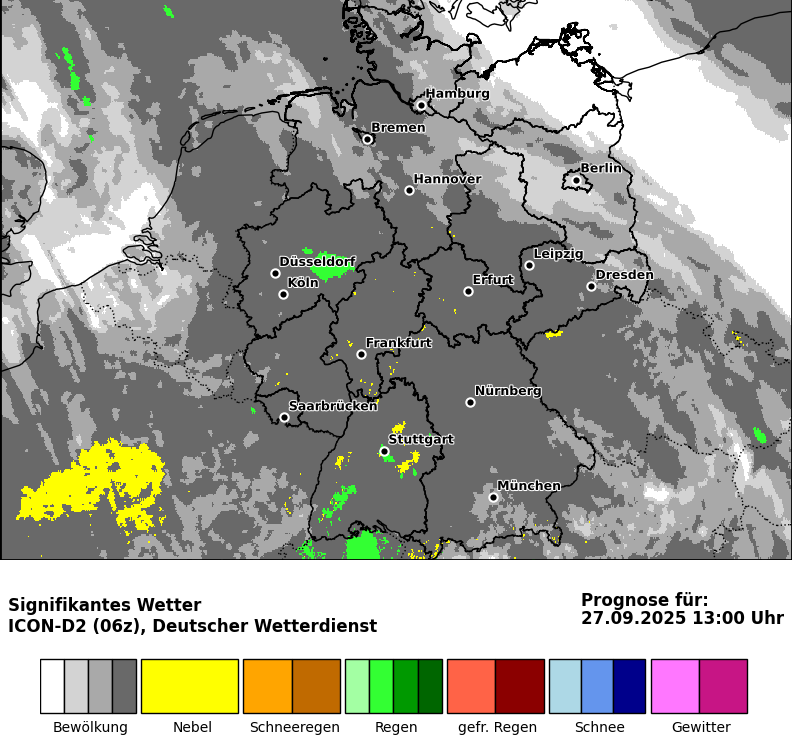 Hamburg
Bremen
Berlin
Hannover
Leipzig
Düsseldorf
Dresden
Köln
Erfurt
Frankfurt
Nürnberg
Saarbrücken
Stuttgart
München
Signifikantes Wetter
ICON-D2 (06z), Deutscher Wetterdienst
Prognose für:
27.09.2025 13:00 Uhr
Bewölkung Nebel Schneeregen Regen gefr. Regen Schnee Gewitter